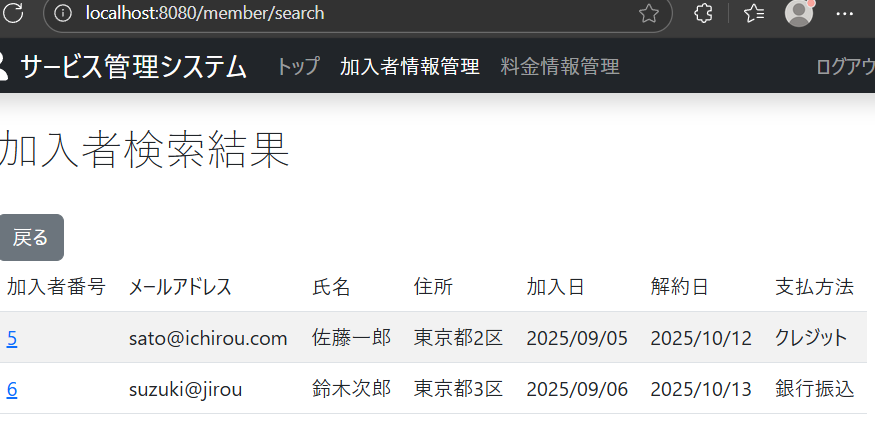 localhost:8080/member/search
サービス管理システム トップ 加入者情報管理 料金情報管理 ログアウ
加入者検索結果
戻る
加入者番号 メールアドレス 氏名 住所 加入日 解約日 支払方法
5 sato@ichirou.com 佐藤一郎 東京都2区 2025/09/05 2025/10/12 クレジット
6 suzuki@jirou 鈴木次郎 東京都3区 2025/09/06 2025/10/13 銀行振込